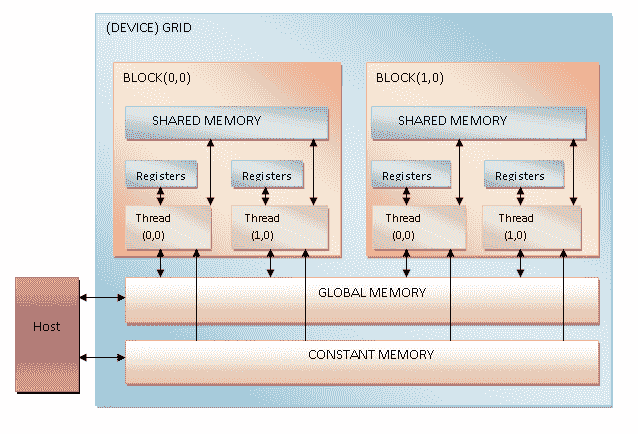 (DEVICE) GRID
BLOCK(0,0)
BLOCK(1,0)
SHARED MEMORY
SHARED MEMORY
Registers
Registers
Registers
Registers
Thread
(0,0)
Thread
(1,0)
Thread
(0,0)
Thread
(1,0)
GLOBAL MEMORY
Host
CONSTANT MEMORY